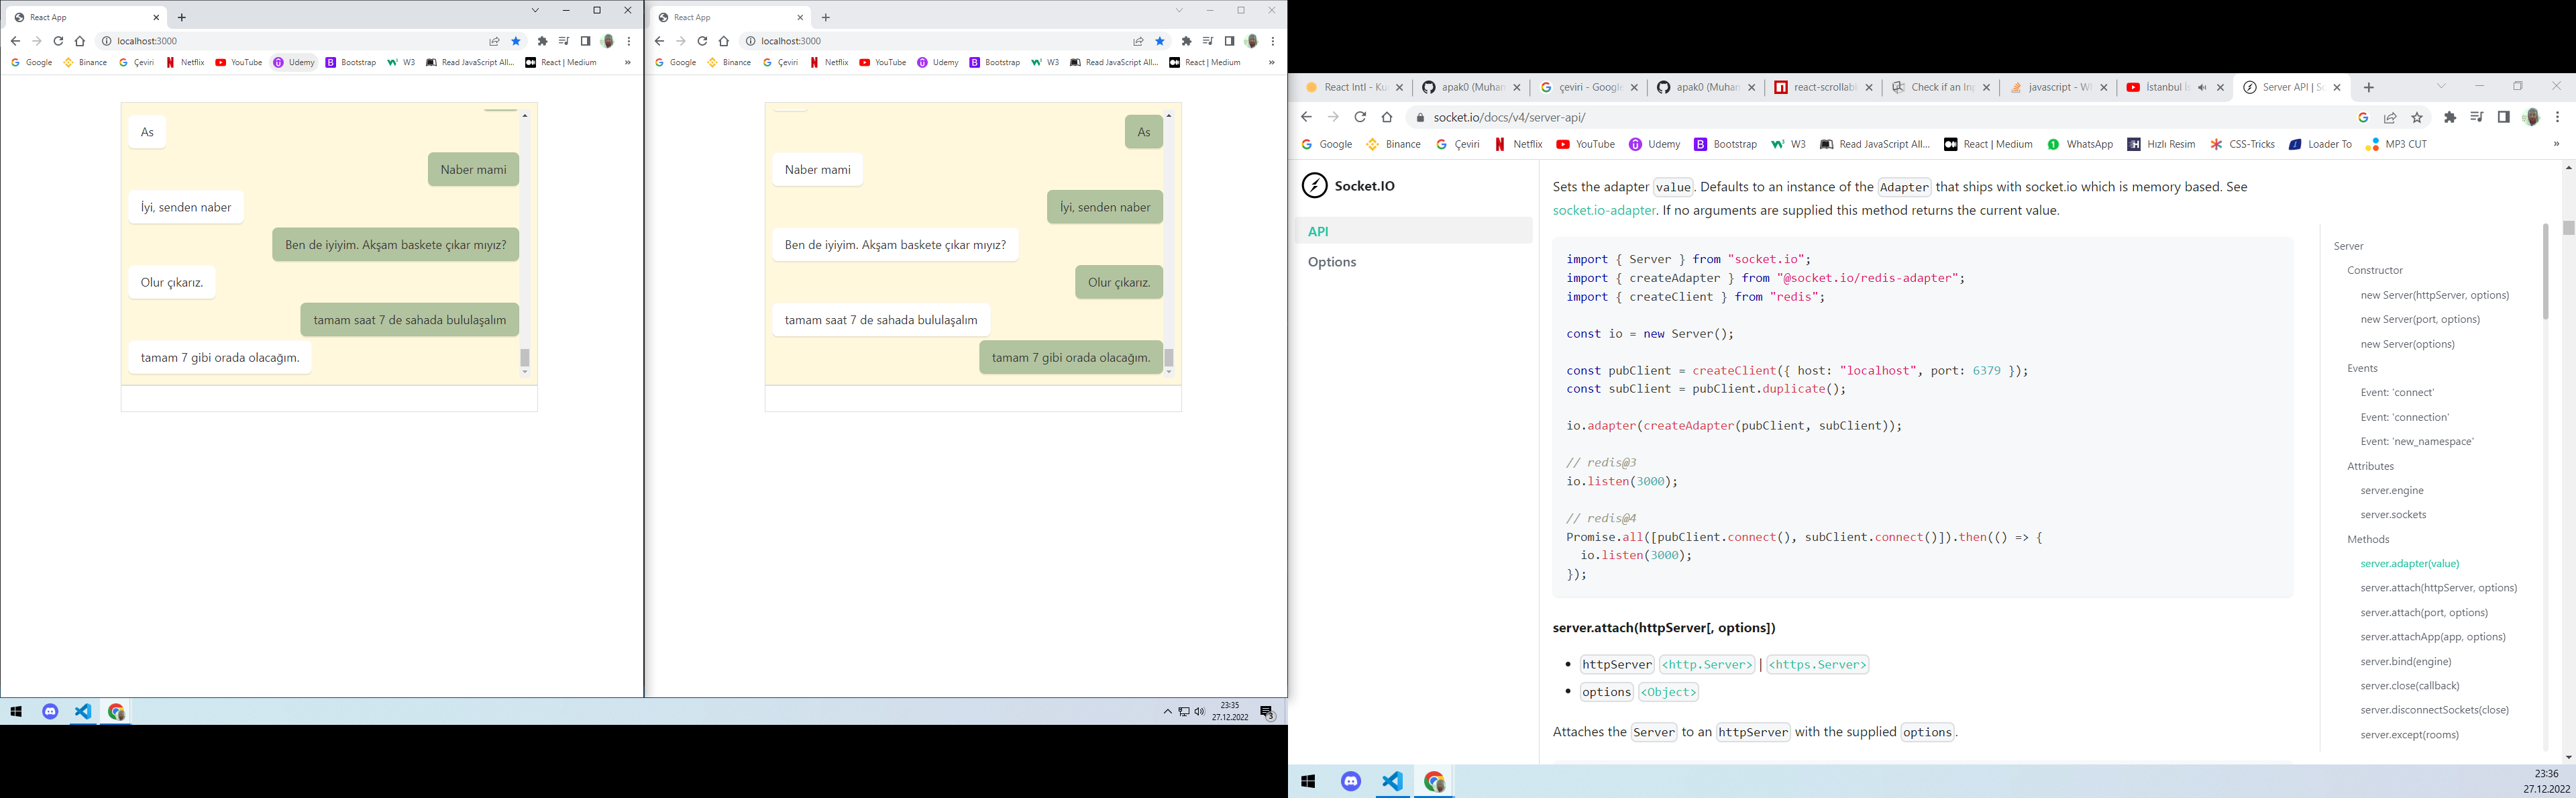 React App
localhost:3000
Google Binance Çeviri Netflix YouTube Udemy Bootstrap W3 Read JavaScript All... React | Medium »
As
Naber mami
İyi, senden naber
Ben de iyiyim. Akşam baskete çıkar mıyız?
Olur çıkarız.
tamam saat 7 de sahada bululaşalım
tamam 7 gibi orada olacağım.
React App
localhost:3000
Google Binance Çeviri Netflix YouTube Udemy Bootstrap W3 Read JavaScript All... React | Medium »
As
Naber mami
İyi, senden naber
Ben de iyiyim. Akşam baskete çıkar mıyız?
Olur çıkarız.
tamam saat 7 de sahada bululaşalım
tamam 7 gibi orada olacağım.
23:35
27.12.2022
3
React Intl - Ku apak0 (Muham çeviri - Google apak0 (Muham react-scrollab Check if an Inp javascript - W İstanbul İs Server API | So
socket.io/docs/v4/server-api/
Google Binance Çeviri Netflix YouTube Udemy Bootstrap W3 Read JavaScript All... React | Medium WhatsApp Hızlı Resim CSS-Tricks Loader To MP3 CUT »
Socket.IO
API
Options
Sets the adapter value. Defaults to an instance of the Adapter that ships with socket.io which is memory based. See
socket.io-adapter. If no arguments are supplied this method returns the current value.
import { Server } from "socket.io";
import { createAdapter } from "@socket.io/redis-adapter";
import { createClient } from "redis";
const io = new Server();
const pubClient = createClient({ host: "localhost", port: 6379 });
const subClient = pubClient.duplicate();
io.adapter(createAdapter(pubClient, subClient));
// redis@3
io.listen(3000);
// redis@4
Promise.all([pubClient.connect(), subClient.connect()]).then(() => {
io.listen(3000);
});
server.attach(httpServer[, options])
httpServer <http.Server> | <https.Server>
options <Object>
Attaches the Server to an httpServer with the supplied options.
Server
Constructor
new Server(httpServer, options)
new Server(port, options)
new Server(options)
Events
Event: 'connect'
Event: 'connection'
Event: 'new_namespace'
Attributes
server.engine
server.sockets
Methods
server.adapter(value)
server.attach(httpServer, options)
server.attach(port, options)
server.attachApp(app, options)
server.bind(engine)
server.close(callback)
server.disconnectSockets(close)
server.except(rooms)
23:36
27.12.2022